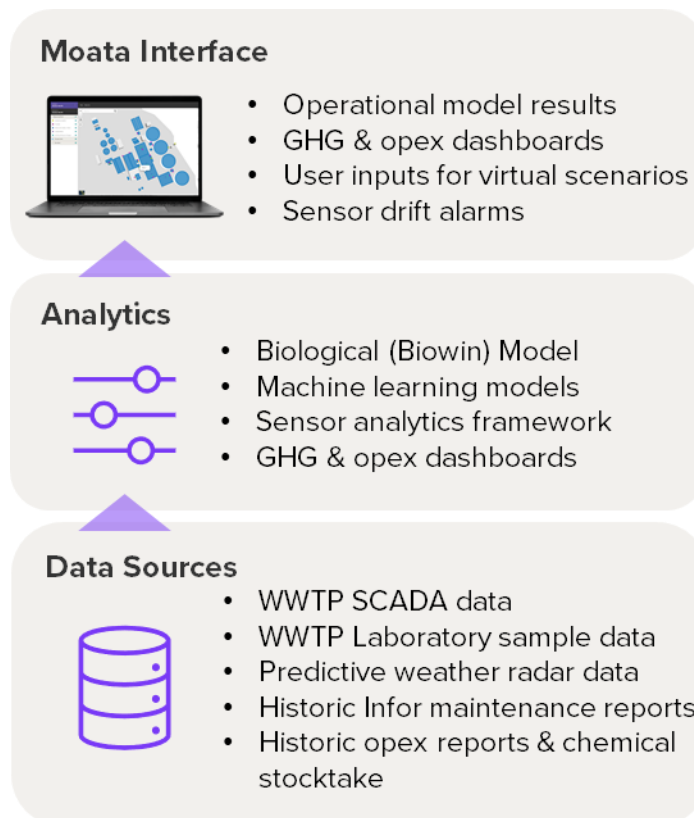 Moata Interface
• Operational model results
• GHG & opex dashboards
• User inputs for virtual scenarios
• Sensor drift alarms
Analytics
• Biological (Biowin) Model
• Machine learning models
• Sensor analytics framework
• GHG & opex dashboards
Data Sources
• WWTP SCADA data
• WWTP Laboratory sample data
• Predictive weather radar data
• Historic Infor maintenance reports
• Historic opex reports & chemical
stocktake